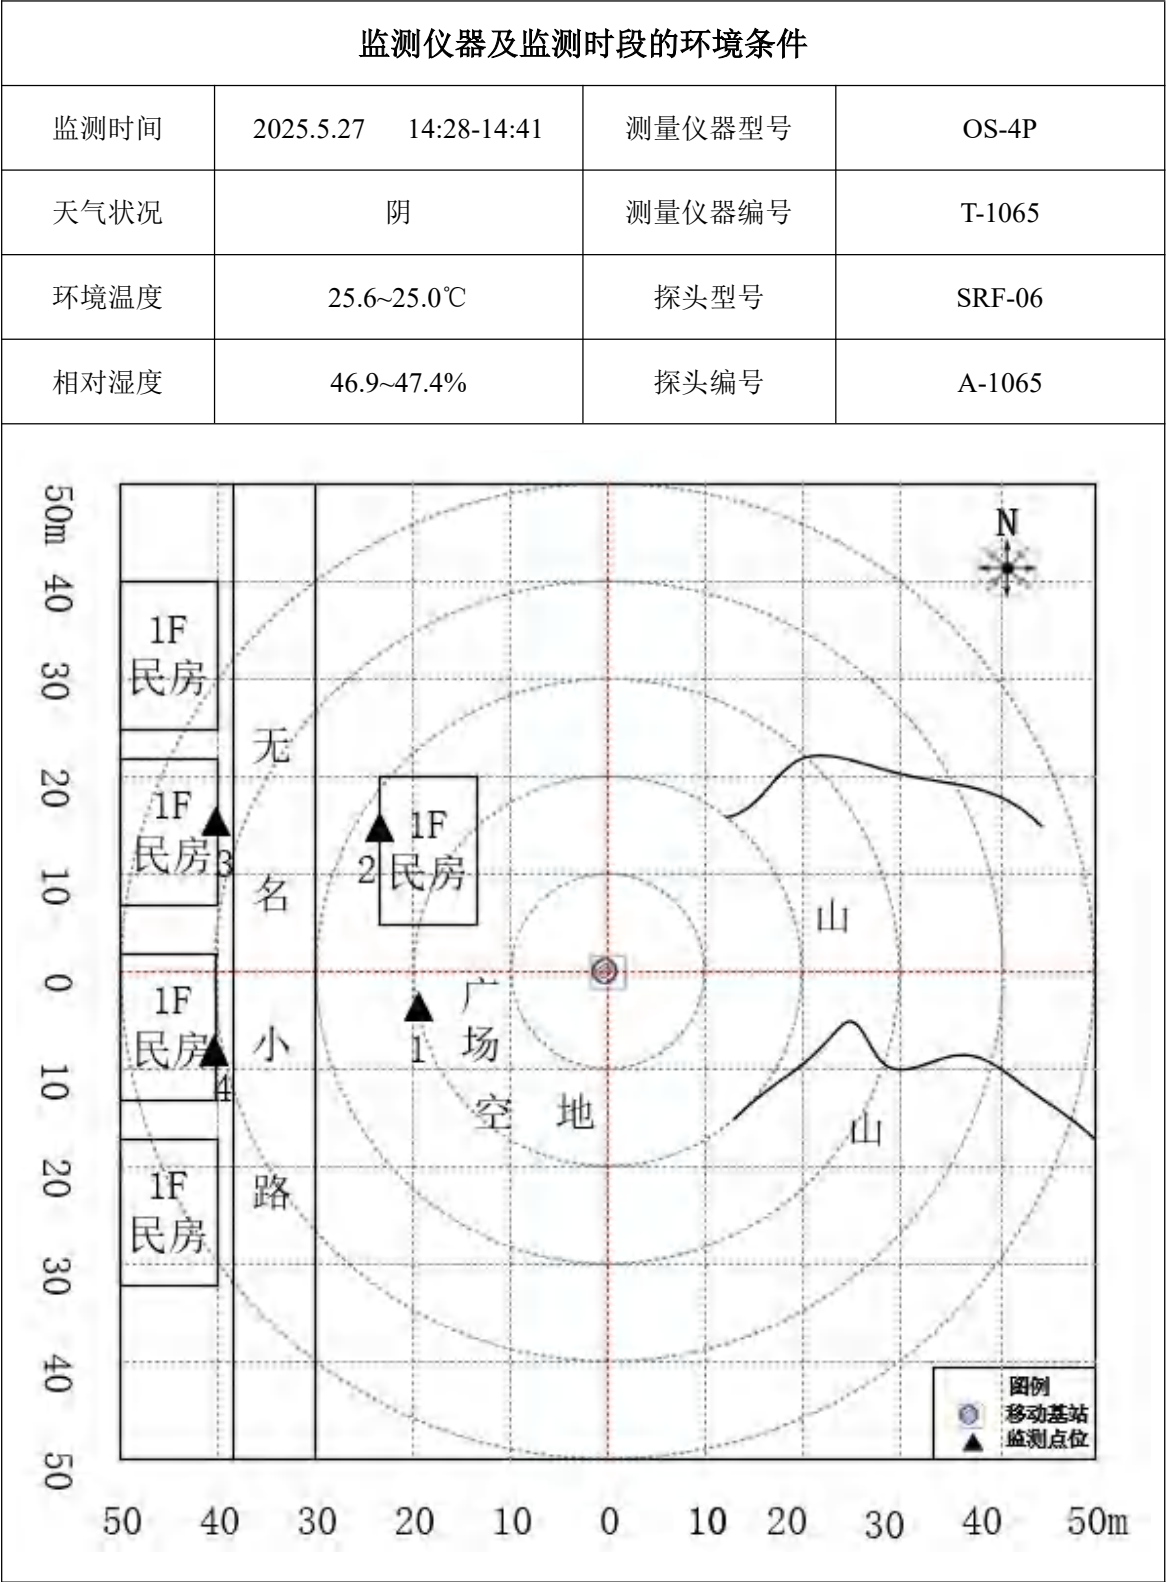 监测仪器及监测时段的环境条件
监测时间 2025.5.27 14:28-14:41 测量仪器型号 OS-4P
天气状况 阴 测量仪器编号 T-1065
环境温度 25.6~25.0℃ 探头型号 SRF-06
相对湿度 46.9~47.4% 探头编号 A-1065
50m
40
30
20
10
0
10
20
30
40
50
N
1F
民房
无
名
小
路
1F
民房
3
2
1F
民房
山
1F
民房
4
广
场
1
空 地
山
1F
民房
图例
移动基站
监测点位
50 40 30 20 10 0 10 20 30 40 50m